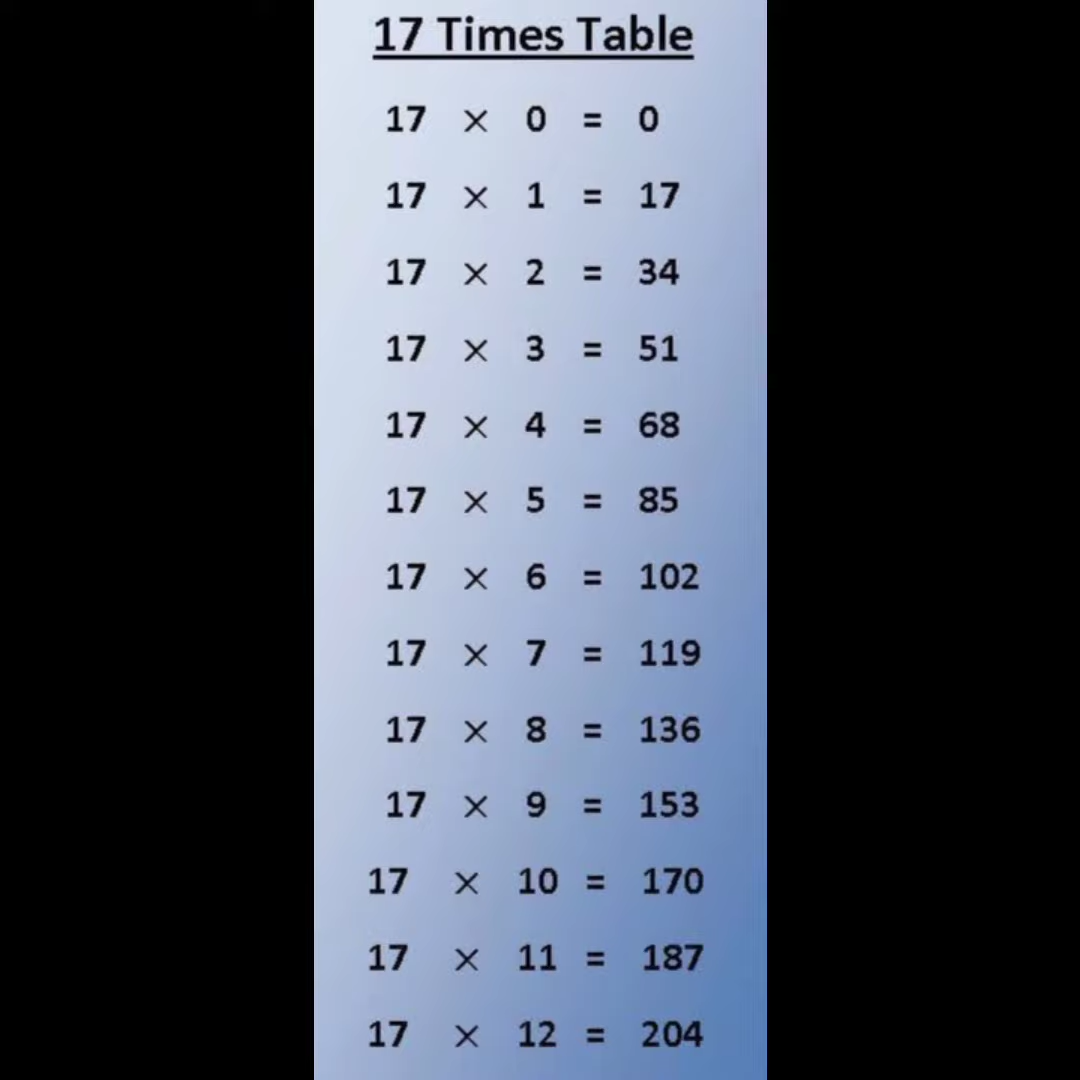 17 Times Table
17 × 0 = 0
17 × 1 = 17
17 × 2 = 34
17 × 3 = 51
17 × 4 = 68
17 × 5 = 85
17 × 6 = 102
17 × 7 = 119
17 × 8 = 136
17 × 9 = 153
17 × 10 = 170
17 × 11 = 187
17 × 12 = 204